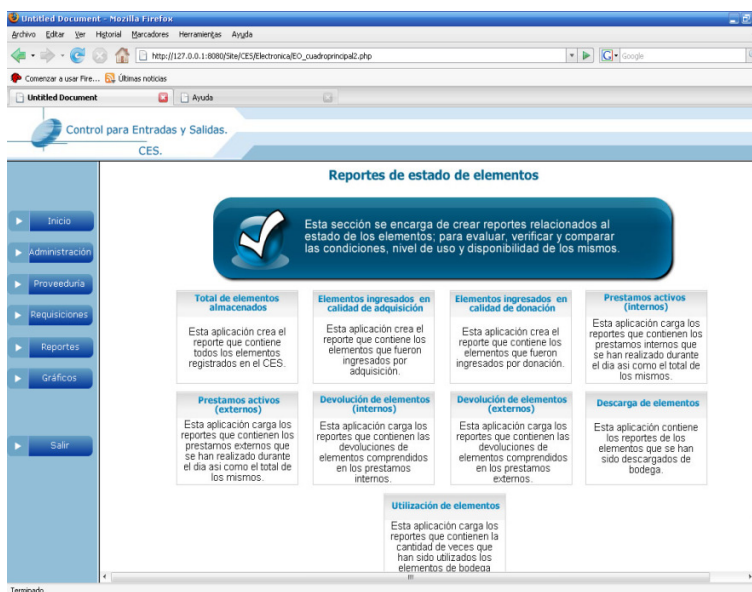 Untitled Document - Mozilla Firefox
Archivo Editar Ver Historial Marcadores Herramientas Ayuda
http://127.0.0.1:8080/Site/CES/Electronica/EO_cuadroprincipal2.php
Google
Comenzar a usar Fire... Últimas noticias
Untitled Document Ayuda
Control para Entradas y Salidas.
CES.
Inicio
Administración
Proveeduría
Requisiciones
Reportes
Gráficos
Salir
Reportes de estado de elementos
Esta sección se encarga de crear reportes relacionados al
estado de los elementos; para evaluar, verificar y comparar
las condiciones, nivel de uso y disponibilidad de los mismos.
Total de elementos
almacenados
Esta aplicación crea el
reporte que contiene
todos los elementos
registrados en el CES.
Elementos ingresados en
calidad de adquisición
Esta aplicación crea el
reporte que contiene los
elementos que fueron
ingresados por
adquisición.
Elementos ingresados en
calidad de donación
Esta aplicación crea el
reporte que contiene los
elementos que fueron
ingresados por donación.
Prestamos activos
(internos)
Esta aplicación carga los
reportes que contienen los
prestamos internos que
se han realizado durante
el dia asi como el total de
los mismos.
Prestamos activos
(externos)
Esta aplicación carga los
reportes que contienen los
prestamos externos que
se han realizado durante
el dia asi como el total de
los mismos.
Devolución de elementos
(internos)
Esta aplicación carga los
reportes que contienen las
devoluciones de
elementos comprendidos
en los prestamos
internos.
Devolución de elementos
(externos)
Esta aplicación carga los
reportes que contienen las
devoluciones de
elementos comprendidos
en los prestamos
externos.
Descarga de elementos
Esta aplicación contiene
los reportes de los
elementos que se han
sido descargados de
bodega.
Utilización de elementos
Esta aplicación carga los
reportes que contienen la
cantidad de veces que
han sido utilizados los
elementos de bodega
Terminado